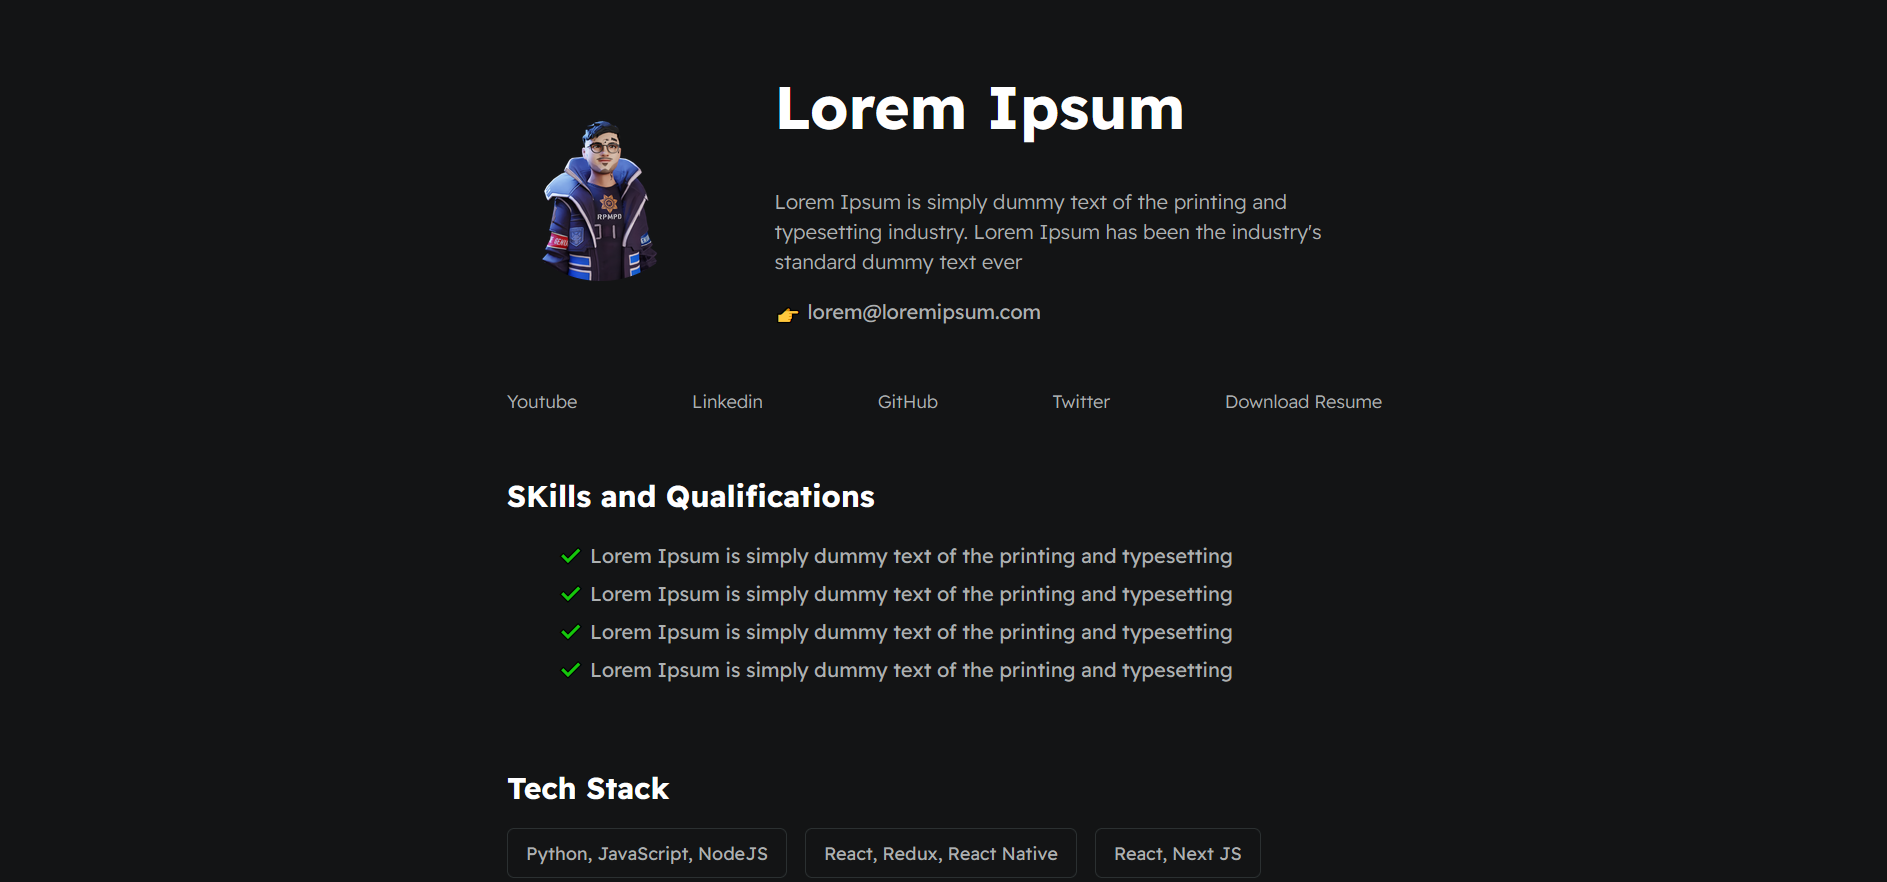 Lorem Ipsum
RPMPD
Lorem Ipsum is simply dummy text of the printing and
typesetting industry. Lorem Ipsum has been the industry's
standard dummy text ever
👉 lorem@loremipsum.com
Youtube Linkedin GitHub Twitter Download Resume
SKills and Qualifications
✓ Lorem Ipsum is simply dummy text of the printing and typesetting
✓ Lorem Ipsum is simply dummy text of the printing and typesetting
✓ Lorem Ipsum is simply dummy text of the printing and typesetting
✓ Lorem Ipsum is simply dummy text of the printing and typesetting
Tech Stack
Python, JavaScript, NodeJS React, Redux, React Native React, Next JS